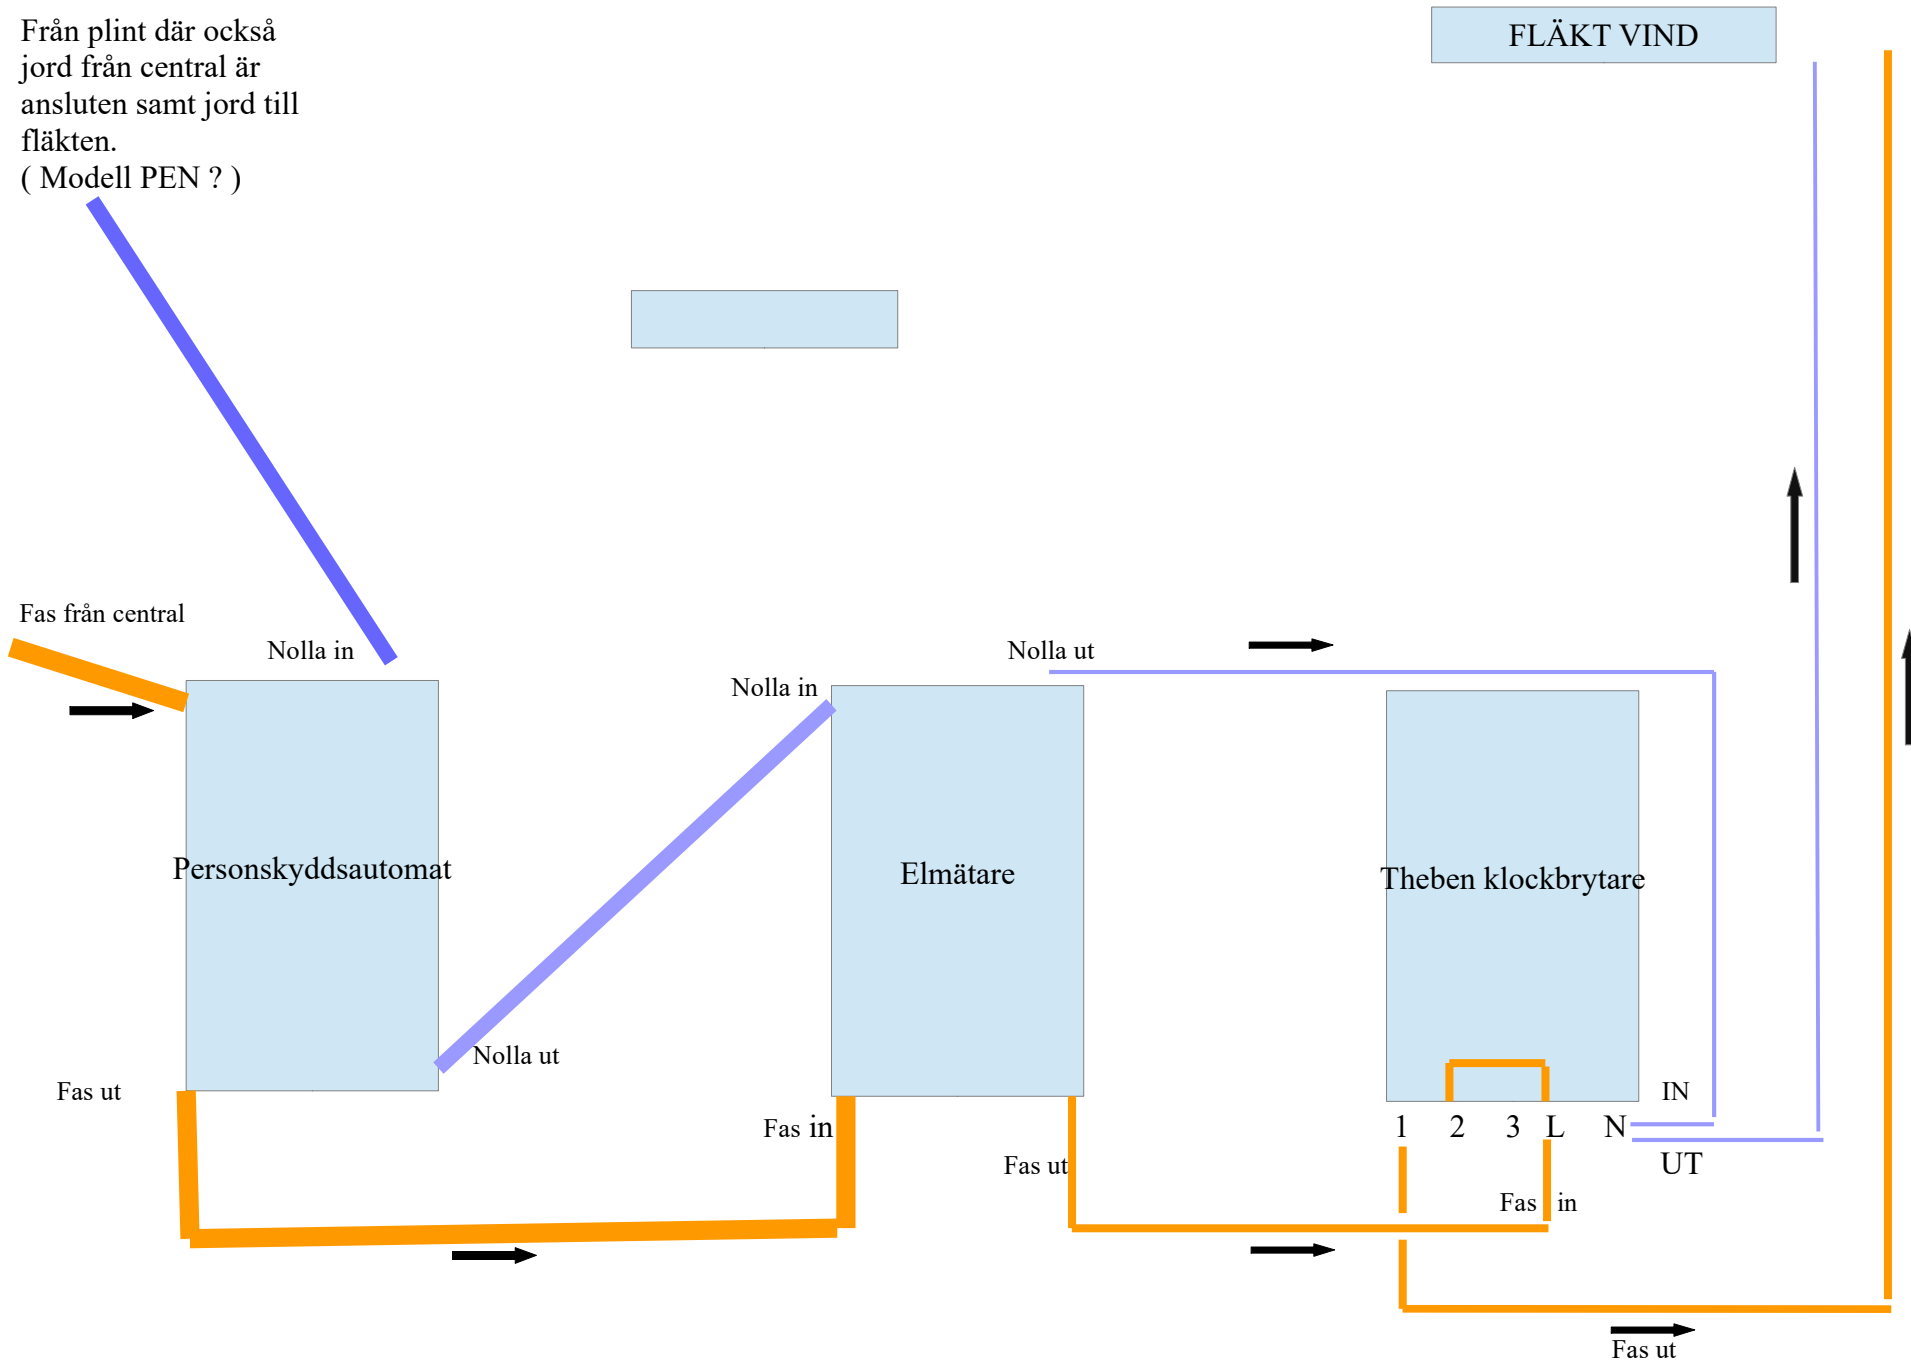 Från plint där också
jord från central är
ansluten samt jord till
fläkten.
( Modell PEN ? )
FLÄKT VIND
Fas från central
Nolla in
Nolla in
Nolla ut
Personskyddsautomat
Elmätare
Theben klockbrytare
Nolla ut
Fas ut
IN
Fas in
1 2 3 L N
Fas ut
UT
Fas in
Fas ut